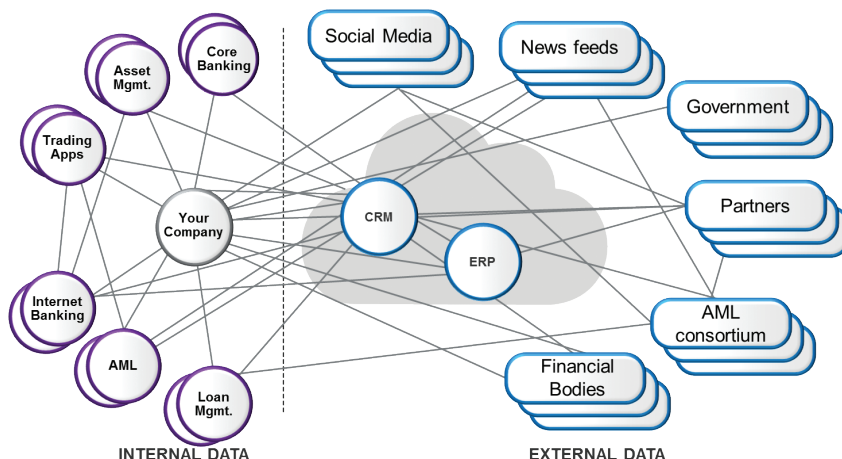 Social Media
News feeds
Core
Banking
Asset
Mgmt.
Government
Trading
Apps
Your
Company
CRM
Partners
ERP
Internet
Banking
AML
consortium
AML
Financial
Bodies
Loan
Mgmt.
INTERNAL DATA
EXTERNAL DATA